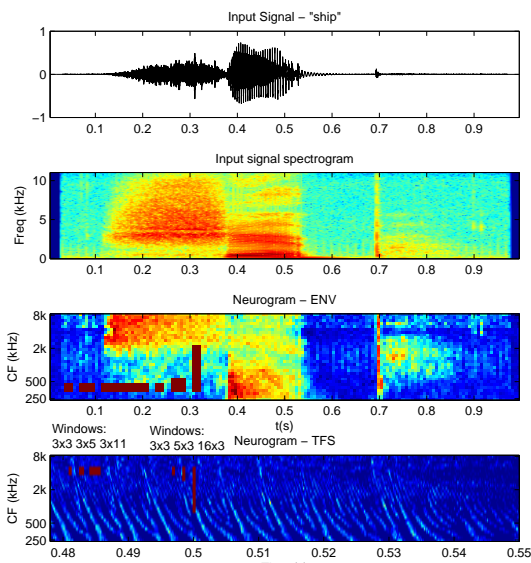 Input Signal – "ship"
1
0
−1
0.1 0.2 0.3 0.4 0.5 0.6 0.7 0.8 0.9
Input signal spectrogram
Freq (kHz)
10
5
0
0.1 0.2 0.3 0.4 0.5 0.6 0.7 0.8 0.9
Neurogram – ENV
CF (kHz)
8k
2k
500
250
0.1 0.2 0.3 0.4 0.5 0.6 0.7 0.8 0.9
t(s)
Windows: Windows:
3x3 3x5 3x11 3x3 5x3 16x3
Neurogram – TFS
CF (kHz)
8k
2k
500
250
0.48 0.49 0.5 0.51 0.52 0.53 0.54 0.55